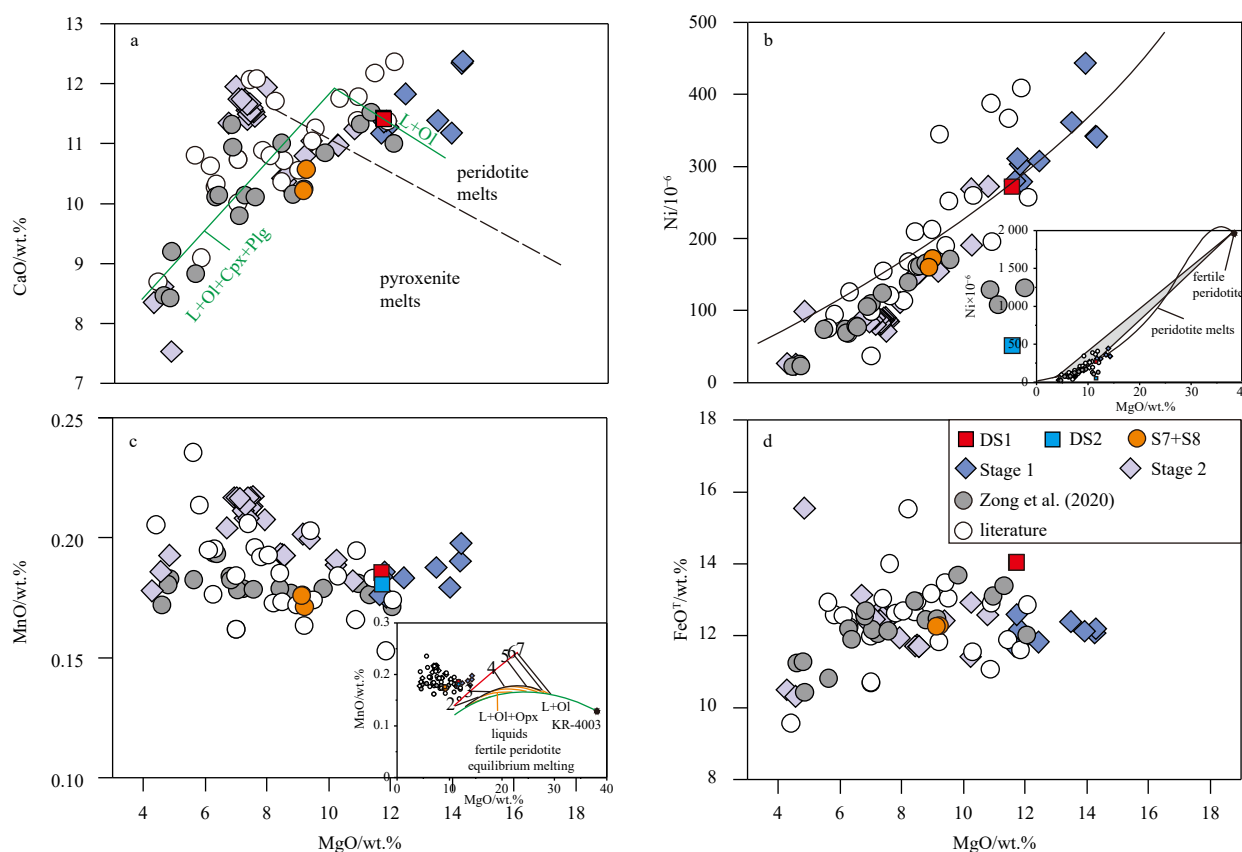 a
13
12
11
10
9
8
7
CaO/wt.%
L+Ol
L+Ol+Cpx+Plg
peridotite
melts
pyroxenite
melts
b
500
400
300
200
100
0
Ni/10⁻⁶
2 000
1 500
1 000
500
0
Ni×10⁻⁶
fertile
peridotite
peridotite melts
0
10
20
30
40
MgO/wt.%
c
0.25
0.20
0.15
0.10
MnO/wt.%
4
6
8
10
12
14
16
18
MgO/wt.%
0.3
0.2
0.1
0
MnO/wt.%
2
3
4
5
6
7
L+Ol+Opx
L+Ol
KR-4003
liquids
fertile peridotite
equilibrium melting
0
10
20
30
40
MgO/wt.%
d
18
16
14
12
10
8
FeOᵀ/wt.%
DS1
DS2
S7+S8
Stage 1
Stage 2
Zong et al. (2020)
literature
4
6
8
10
12
14
16
18
MgO/wt.%